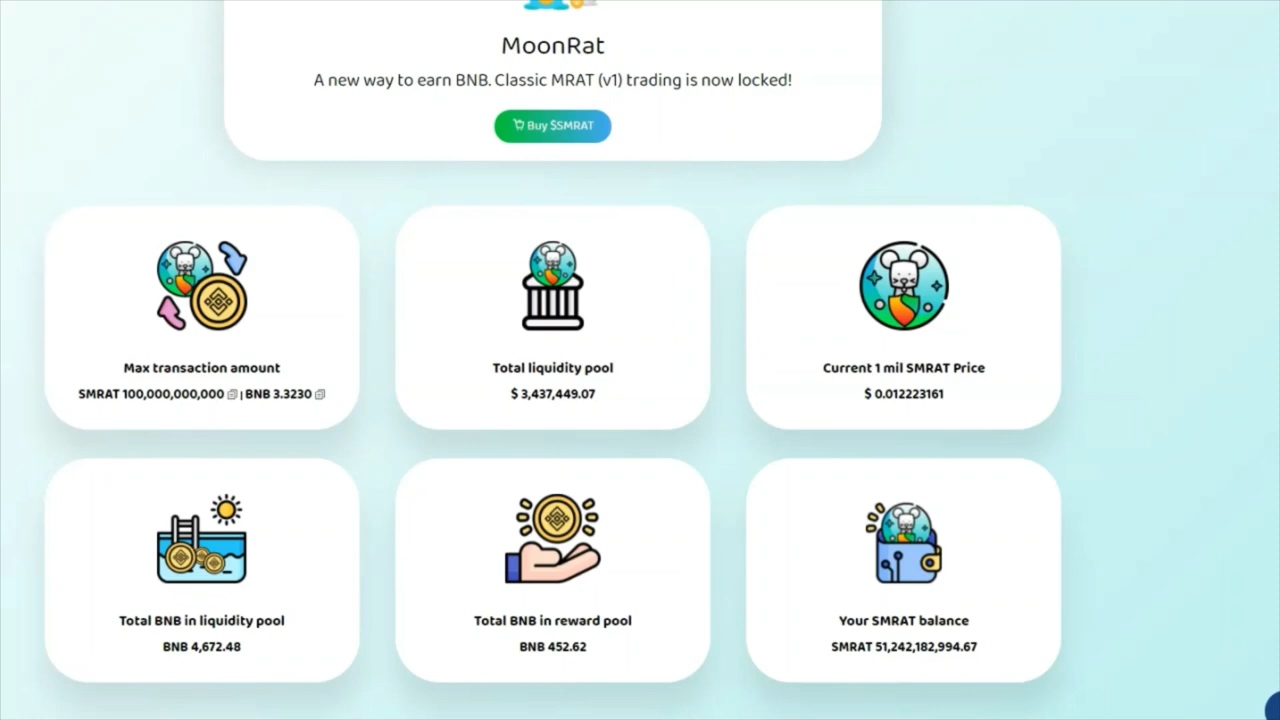 MoonRat
A new way to earn BNB. Classic MRAT (v1) trading is now locked!
Buy $SMRAT
Max transaction amount
SMRAT 100,000,000,000 | BNB 3.3230
Total liquidity pool
$ 3,437,449.07
Current 1 mil SMRAT Price
$ 0.012223161
Total BNB in liquidity pool
BNB 4,672.48
Total BNB in reward pool
BNB 452.62
Your SMRAT balance
SMRAT 51,242,182,994.67